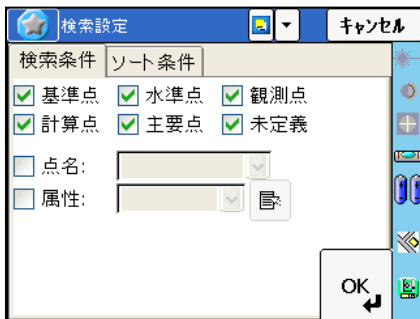 検索設定
キャンセル
検索条件 ソート条件
基準点 水準点 観測点
計算点 主要点 未定義
点名:
属性:
OK